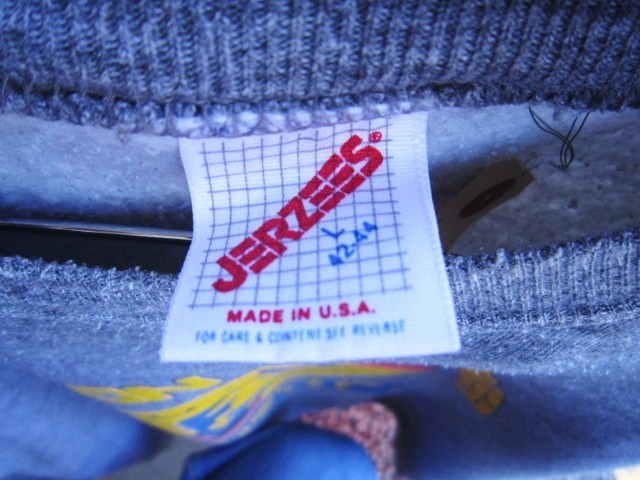 JERZEES®
L
42-44
MADE IN U.S.A.
FOR CARE & CONTENT SEE REVERSE